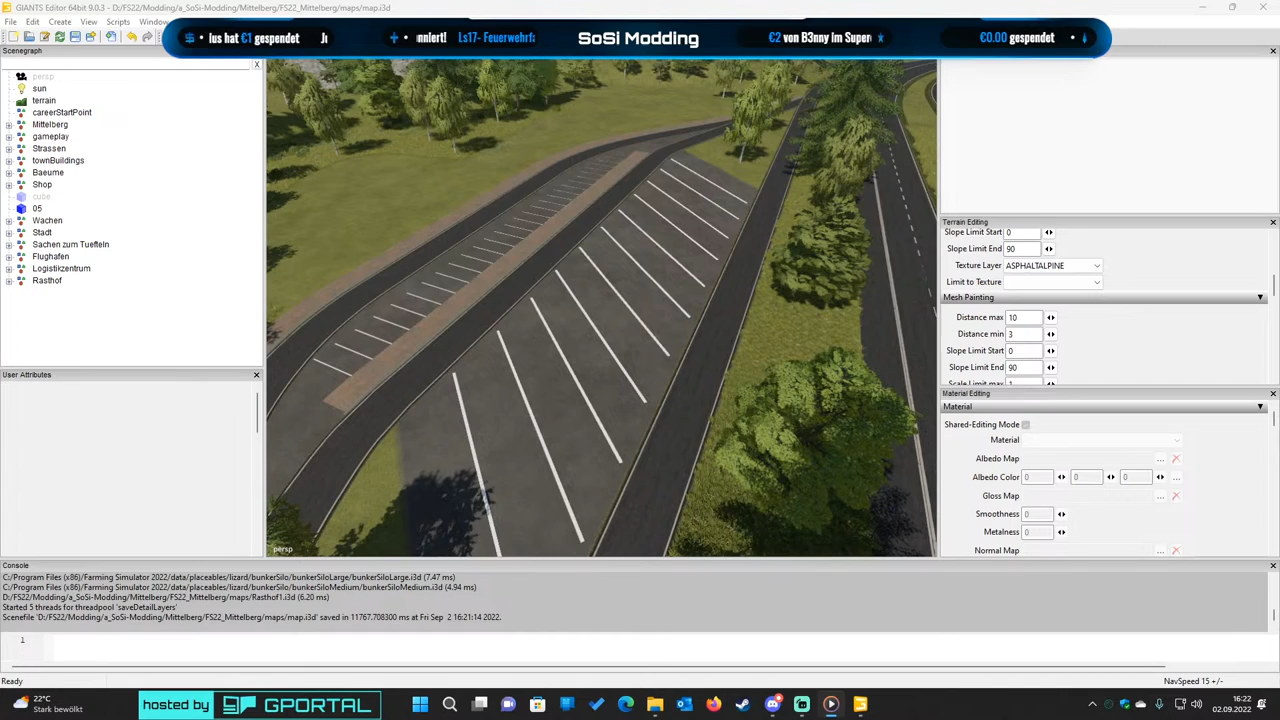 GIANTS Editor 64bit 9.0.3 - D:/FS22/Modding/a_SoSi-Modding/Mittelberg/FS22_Mittelberg/maps/map.i3d
File Edit View Create Scripts Window
lus hat €1 gespendet
Ls17- Feuerwehrfa
SoSi Modding
€2 von B3nny im Super
€0.00 gespendet
Scenegraph
X
persp
sun
terrain
careerStartPoint
Mittelberg
gameplay
Strassen
townBuildings
Baeume
Shop
cube
05
Wachen
Stadt
Sachen zum Tuefteln
Flughafen
Logistikzentrum
Rasthof
User Attributes
persp
Terrain Editing
Slope Limit Start 0
Slope Limit End 90
Texture Layer ASPHALTALPINE
Limit to Texture
Mesh Painting
Distance max 10
Distance min 3
Slope Limit Start 0
Slope Limit End 90
Scale Limit max 1
Material Editing
Material
Shared-Editing Mode
Material
Albedo Map ...
Albedo Color 0 0 0 ...
Gloss Map ...
Smoothness 0
Metalness 0
Normal Map ...
Console
C:/Program Files (x86)/Farming Simulator 2022/data/placeables/lizard/bunkerSilo/bunkerSiloLarge/bunkerSiloLarge.i3d (7.47 ms)
C:/Program Files (x86)/Farming Simulator 2022/data/placeables/lizard/bunkerSilo/bunkerSiloMedium/bunkerSiloMedium.i3d (4.94 ms)
D:/FS22/Modding/a_SoSi-Modding/Mittelberg/FS22_Mittelberg/maps/Rasthof1.i3d (6.20 ms)
Started 5 threads for threadpool 'saveDetailLayers'
Scenefile 'D:/FS22/Modding/a_SoSi-Modding/Mittelberg/FS22_Mittelberg/maps/map.i3d' saved in 11767.708300 ms at Fri Sep 2 16:21:14 2022.
1
Ready
NavSpeed 15 +/-
22°C
Stark bewölkt
hosted by GPORTAL
16:22
02.09.2022